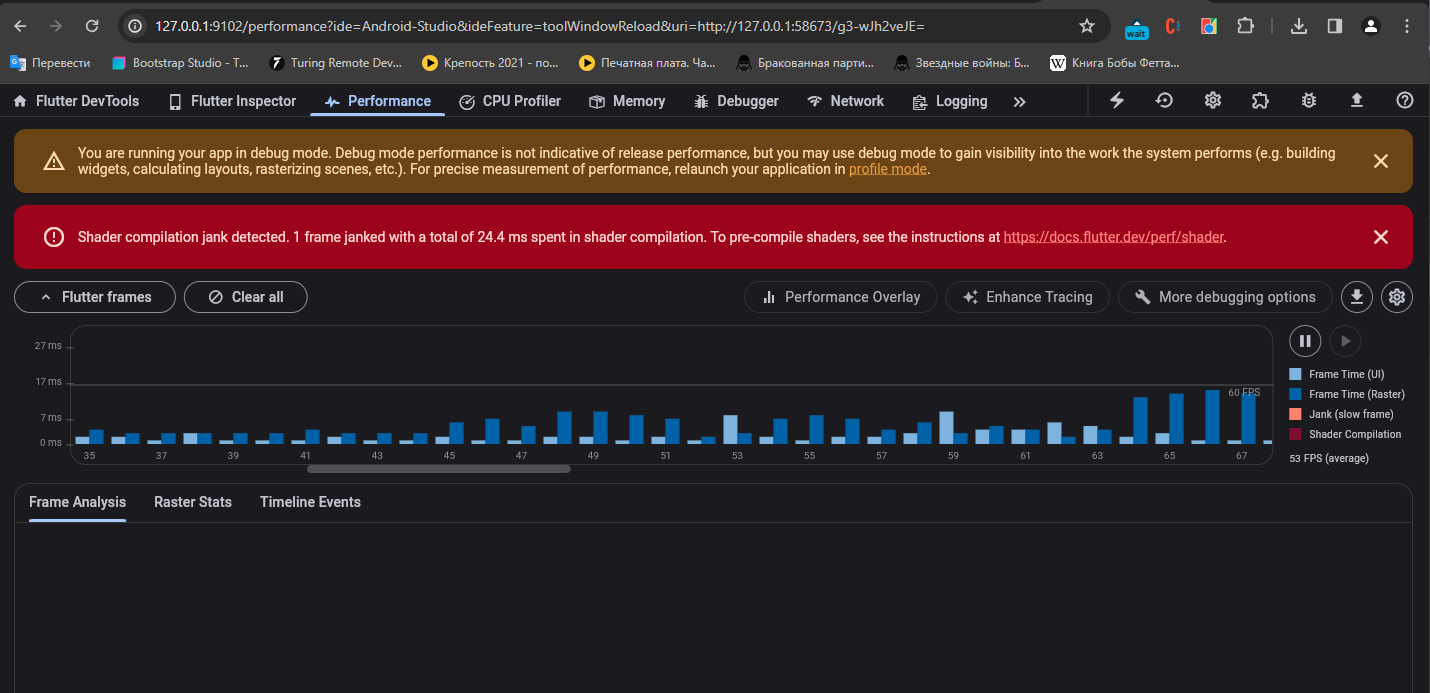 127.0.0.1:9102/performance?ide=Android-Studio&ideFeature=toolWindowReload&uri=http://127.0.0.1:58673/g3-wJh2veJE=
wait
Перевести Bootstrap Studio - T... Turing Remote Dev... Крепость 2021 - по... Печатная плата. Ча... Бракованная парти... Звездные войны: Б... Книга Бобы Фетта...
Flutter DevTools Flutter Inspector Performance CPU Profiler Memory Debugger Network Logging
You are running your app in debug mode. Debug mode performance is not indicative of release performance, but you may use debug mode to gain visibility into the work the system performs (e.g. building
widgets, calculating layouts, rasterizing scenes, etc.). For precise measurement of performance, relaunch your application in profile mode.
Shader compilation jank detected. 1 frame janked with a total of 24.4 ms spent in shader compilation. To pre-compile shaders, see the instructions at https://docs.flutter.dev/perf/shader.
Flutter frames Clear all Performance Overlay Enhance Tracing More debugging options
27 ms
17 ms
60 FPS
7 ms
0 ms
35 37 39 41 43 45 47 49 51 53 55 57 59 61 63 65 67
Frame Time (UI)
Frame Time (Raster)
Jank (slow frame)
Shader Compilation
53 FPS (average)
Frame Analysis Raster Stats Timeline Events